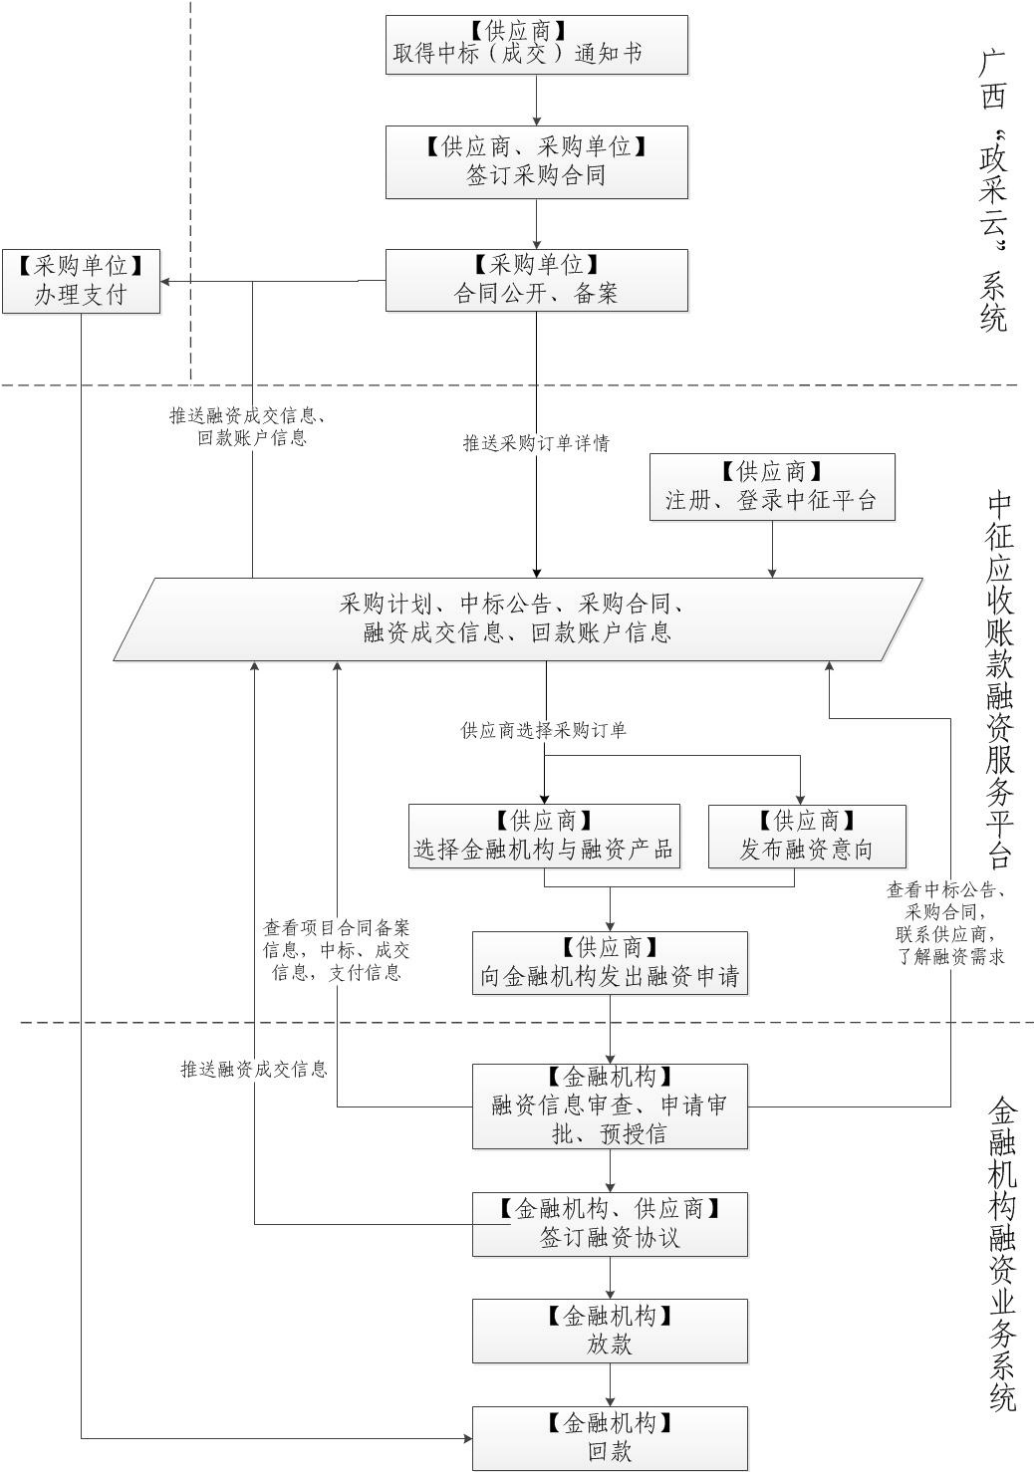 【供应商】
取得中标（成交）通知书
【供应商、采购单位】
签订采购合同
【采购单位】
合同公开、备案
【采购单位】
办理支付
广西“政采云”系统
推送融资成交信息、
回款账户信息
推送采购订单详情
【供应商】
注册、登录中征平台
采购计划、中标公告、采购合同、
融资成交信息、回款账户信息
中征应收账款融资服务平台
供应商选择采购订单
【供应商】
选择金融机构与融资产品
【供应商】
发布融资意向
查看项目合同备案
信息，中标、成交
信息，支付信息
查看中标公告、
采购合同，
联系供应商，
了解融资需求
【供应商】
向金融机构发出融资申请
推送融资成交信息
【金融机构】
融资信息审查、申请审
批、预授信
【金融机构、供应商】
签订融资协议
【金融机构】
放款
【金融机构】
回款
金融机构融资业务系统